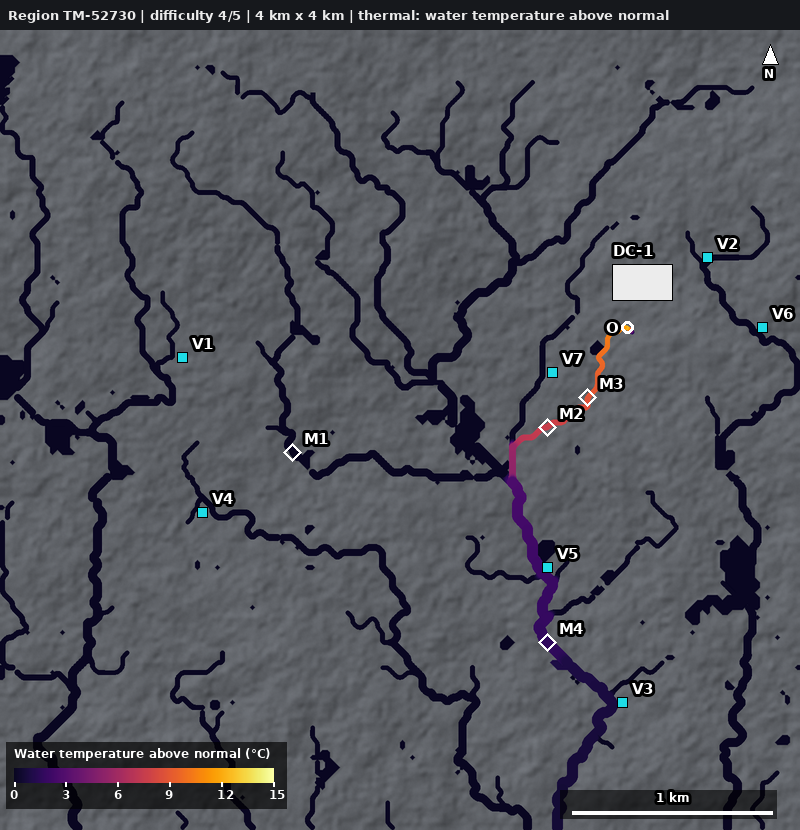 Region TM-52730 | difficulty 4/5 | 4 km x 4 km | thermal: water temperature above normal
N
V2
DC-1
V6
O
V1
V7
M3
M2
M1
V4
V5
M4
V3
Water temperature above normal (°C)
0 3 6 9 12 15
1 km